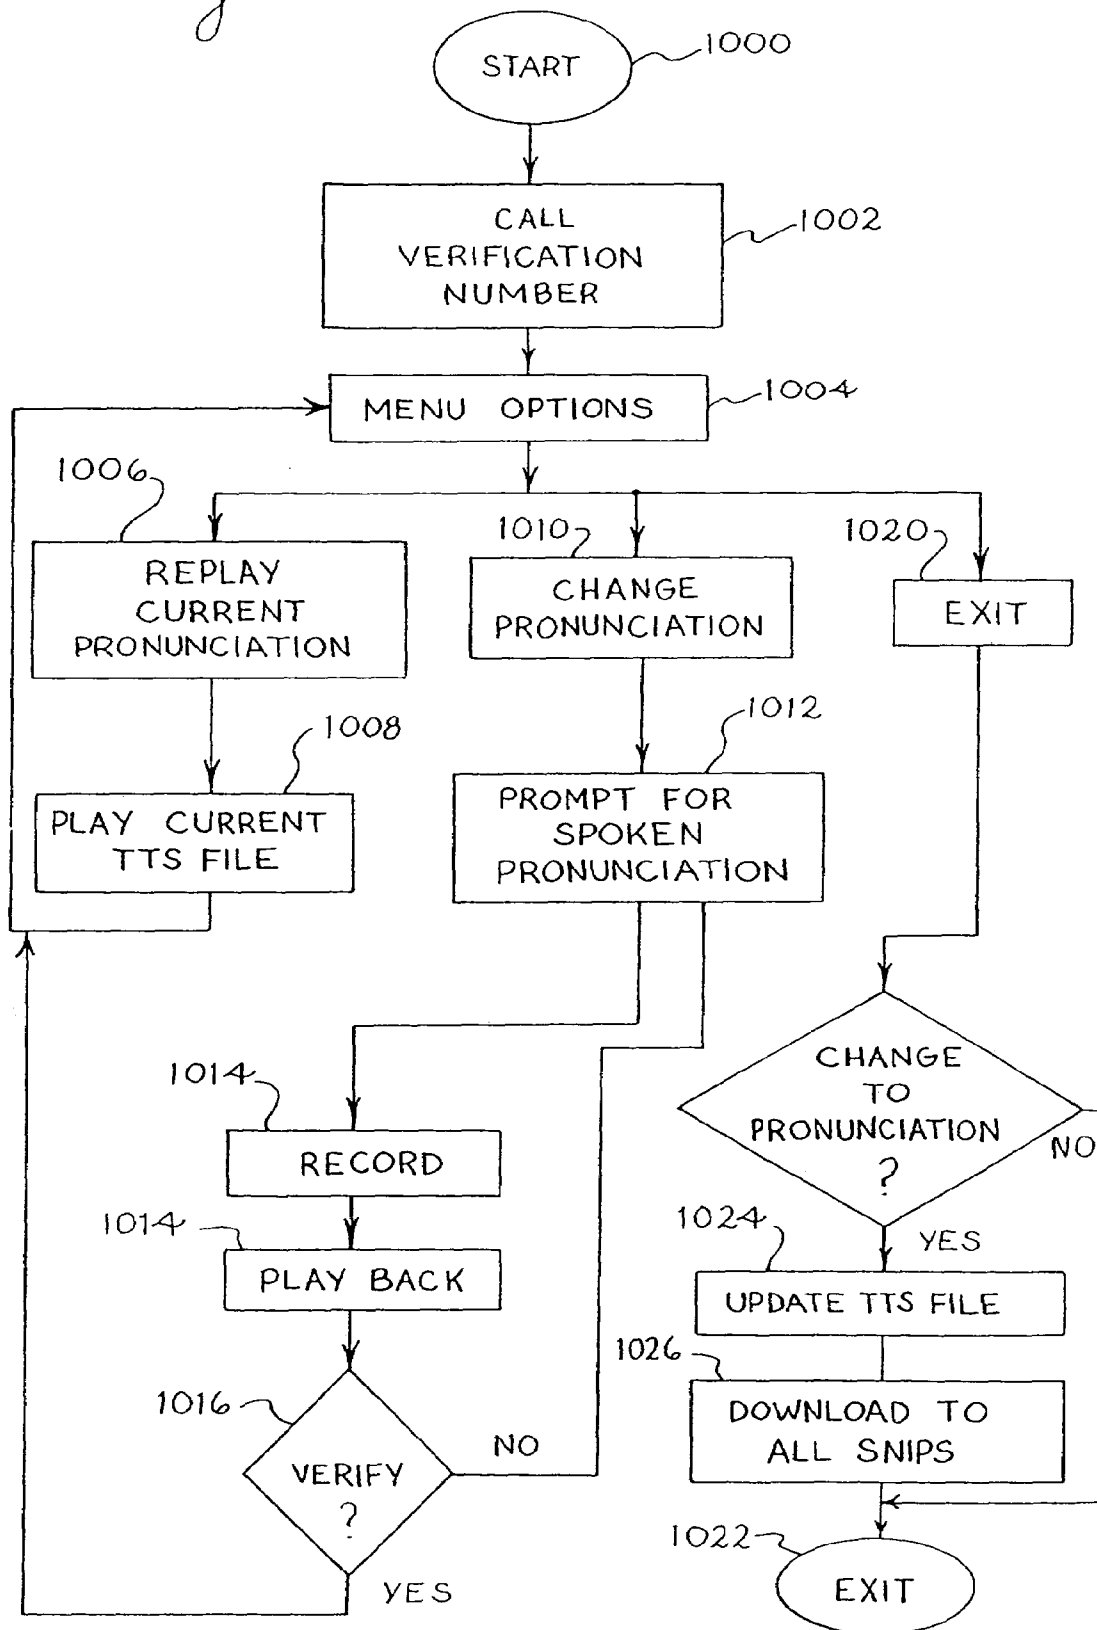 START
1000
CALL
VERIFICATION
NUMBER
1002
MENU OPTIONS
1004
1006
REPLAY
CURRENT
PRONUNCIATION
1008
PLAY CURRENT
TTS FILE
1010
CHANGE
PRONUNCIATION
1012
PROMPT FOR
SPOKEN
PRONUNCIATION
1020
EXIT
1014
RECORD
1014
PLAY BACK
1016
VERIFY
?
NO
YES
CHANGE
TO
PRONUNCIATION
?
NO
YES
1024
UPDATE TTS FILE
1026
DOWNLOAD TO
ALL SNIPS
1022
EXIT